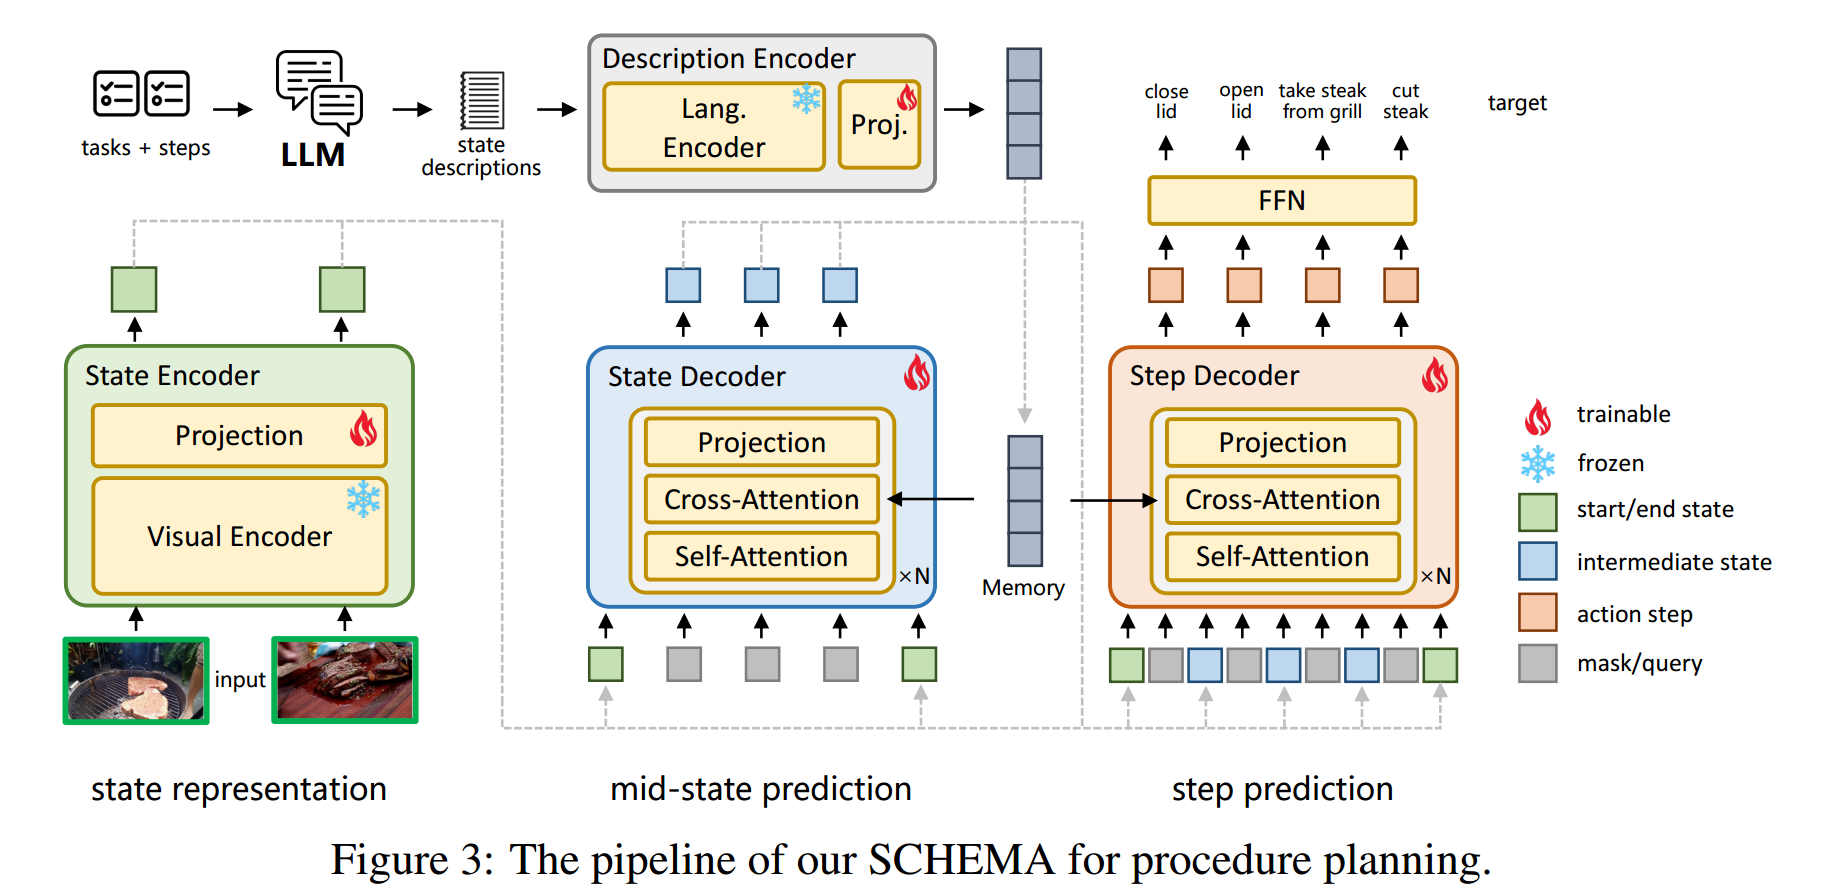 tasks + steps
LLM
state
descriptions
Description Encoder
Lang.
Encoder
Proj.
close
lid
open
lid
take steak
from grill
cut
steak
target
FFN
State Encoder
Projection
Visual Encoder
input
State Decoder
Projection
Cross-Attention
Self-Attention
×N
Memory
Step Decoder
Projection
Cross-Attention
Self-Attention
×N
trainable
frozen
start/end state
intermediate state
action step
mask/query
state representation
mid-state prediction
step prediction
Figure 3: The pipeline of our SCHEMA for procedure planning.